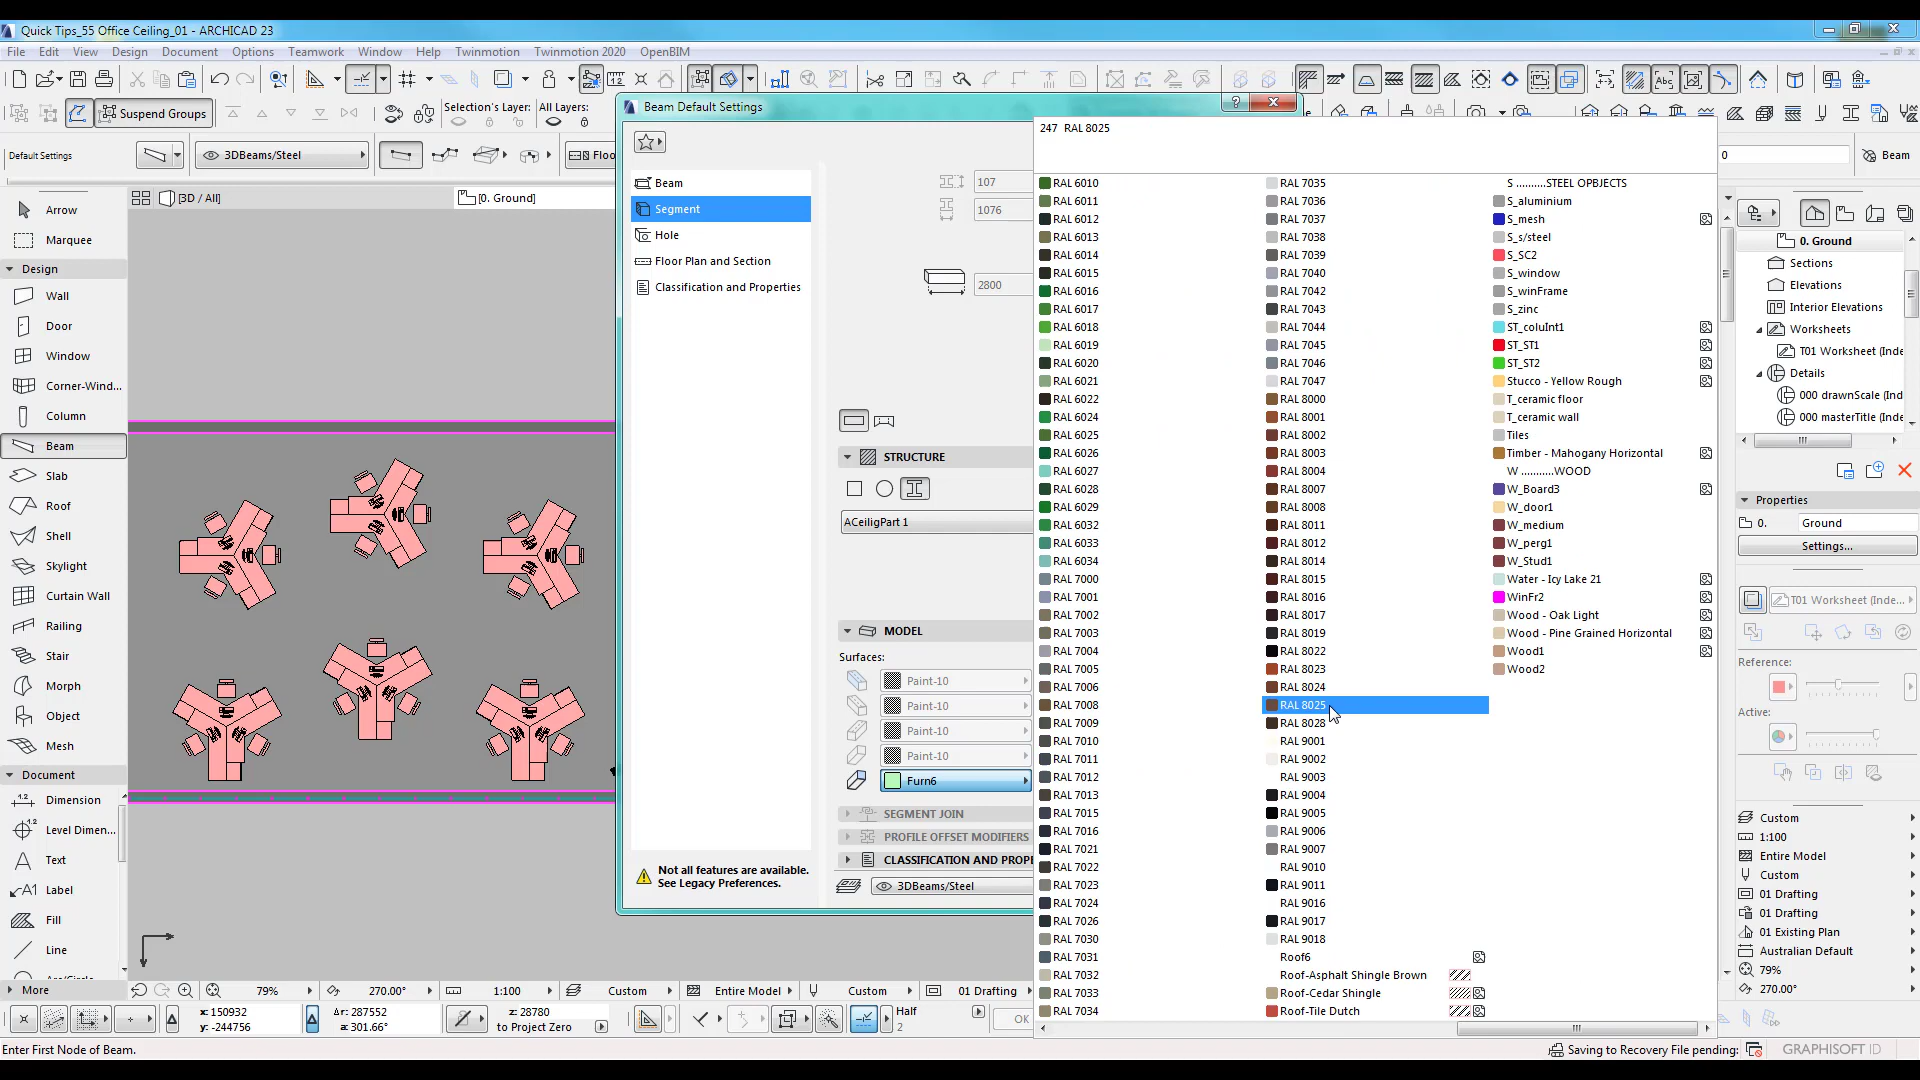 Quick Tips_55 Office Ceiling_01 - ARCHICAD 23
File Edit View Design Document Options Teamwork Window Help Twinmotion Twinmotion 2020 OpenBIM
Suspend Groups
Selection's Layer:
All Layers:
Default Settings
3DBeams/Steel
Floo
0
Beam
[3D / All]
[0. Ground]
Arrow
Marquee
Design
Wall
Door
Window
Corner-Wind...
Column
Beam
Slab
Roof
Shell
Skylight
Curtain Wall
Railing
Stair
Morph
Object
Mesh
Document
Dimension
Level Dimen...
Text
Label
Fill
Line
More
Beam Default Settings
Beam
Segment
Hole
Floor Plan and Section
Classification and Properties
Not all features are available.
See Legacy Preferences.
107
1076
2800
STRUCTURE
ACeiligPart 1
MODEL
Surfaces:
Paint-10
Paint-10
Paint-10
Paint-10
Furn6
SEGMENT JOIN
PROFILE OFFSET MODIFIERS
CLASSIFICATION AND PROPE
3DBeams/Steel
OK
247 RAL 8025
RAL 6010
RAL 6011
RAL 6012
RAL 6013
RAL 6014
RAL 6015
RAL 6016
RAL 6017
RAL 6018
RAL 6019
RAL 6020
RAL 6021
RAL 6022
RAL 6024
RAL 6025
RAL 6026
RAL 6027
RAL 6028
RAL 6029
RAL 6032
RAL 6033
RAL 6034
RAL 7000
RAL 7001
RAL 7002
RAL 7003
RAL 7004
RAL 7005
RAL 7006
RAL 7008
RAL 7009
RAL 7010
RAL 7011
RAL 7012
RAL 7013
RAL 7015
RAL 7016
RAL 7021
RAL 7022
RAL 7023
RAL 7024
RAL 7026
RAL 7030
RAL 7031
RAL 7032
RAL 7033
RAL 7034
RAL 7035
RAL 7036
RAL 7037
RAL 7038
RAL 7039
RAL 7040
RAL 7042
RAL 7043
RAL 7044
RAL 7045
RAL 7046
RAL 7047
RAL 8000
RAL 8001
RAL 8002
RAL 8003
RAL 8004
RAL 8007
RAL 8008
RAL 8011
RAL 8012
RAL 8014
RAL 8015
RAL 8016
RAL 8017
RAL 8019
RAL 8022
RAL 8023
RAL 8024
RAL 8025
RAL 8028
RAL 9001
RAL 9002
RAL 9003
RAL 9004
RAL 9005
RAL 9006
RAL 9007
RAL 9010
RAL 9011
RAL 9016
RAL 9017
RAL 9018
Roof6
Roof-Asphalt Shingle Brown
Roof-Cedar Shingle
Roof-Tile Dutch
S ..........STEEL OPBJECTS
S_aluminium
S_mesh
S_s/steel
S_SC2
S_window
S_winFrame
S_zinc
ST_coluInt1
ST_ST1
ST_ST2
Stucco - Yellow Rough
T_ceramic floor
T_ceramic wall
Tiles
Timber - Mahogany Horizontal
W ...........WOOD
W_Board3
W_door1
W_medium
W_perg1
W_Stud1
Water - Icy Lake 21
WinFr2
Wood - Oak Light
Wood - Pine Grained Horizontal
Wood1
Wood2
0. Ground
Sections
Elevations
Interior Elevations
Worksheets
T01 Worksheet (Inde
Details
000 drawnScale (Ind
000 masterTitle (Inde
Properties
0.
Ground
Settings...
T01 Worksheet (Inde...
Reference:
Active:
Custom
1:100
Entire Model
Custom
01 Drafting
01 Drafting
01 Existing Plan
Australian Default
79%
270.00°
79%
270.00°
1:100
Custom
Entire Model
Custom
01 Drafting
x: 150932
y: -244756
Δr: 287552
a: 301.66°
z: 28780
to Project Zero
Half
2
Enter First Node of Beam.
Saving to Recovery File pending:
GRAPHISOFT ID